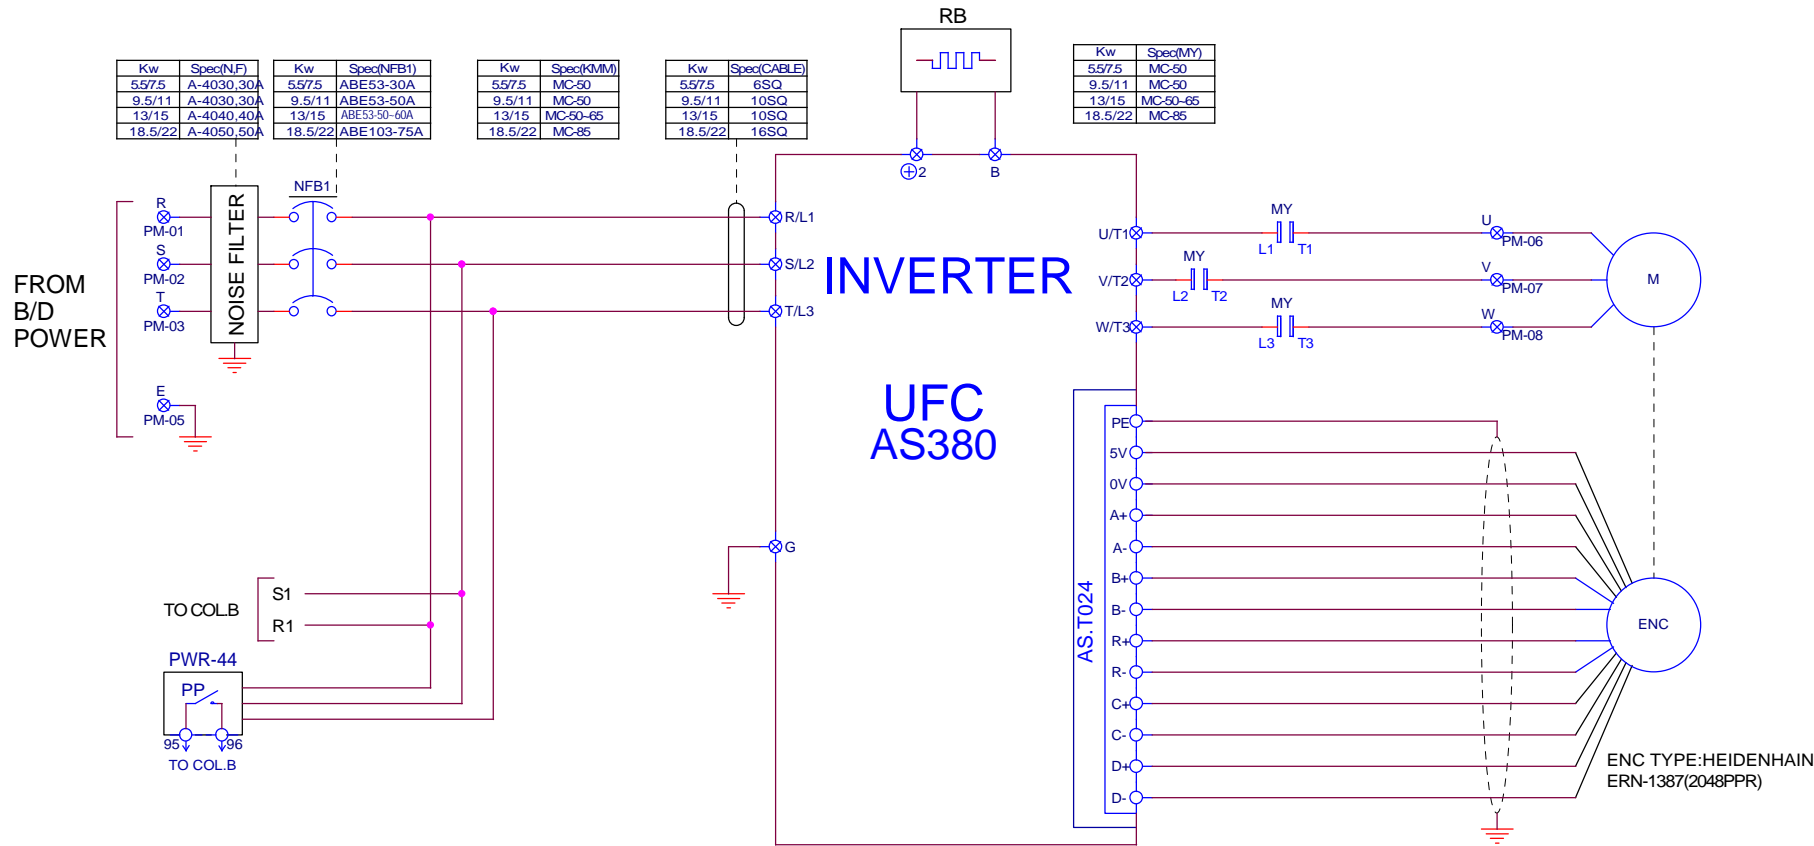 RB
Kw Spec(N,F)
5.5/7.5 A-4030,30A
9.5/11 A-4030,30A
13/15 A-4040,40A
18.5/22 A-4050,50A
Kw Spec(NFB1)
5.5/7.5 ABE53-30A
9.5/11 ABE53-50A
13/15 ABE53-50~60A
18.5/22 ABE103-75A
Kw Spec(KMM)
5.5/7.5 MC-50
9.5/11 MC-50
13/15 MC-50~65
18.5/22 MC-85
Kw Spec(CABLE)
5.5/7.5 6SQ
9.5/11 10SQ
13/15 10SQ
18.5/22 16SQ
Kw Spec(MY)
5.5/7.5 MC-50
9.5/11 MC-50
13/15 MC-50~65
18.5/22 MC-85
2
B
FROM
B/D
POWER
R
PM-01
S
PM-02
T
PM-03
E
PM-05
NOISE FILTER
NFB1
R/L1
S/L2
T/L3
G
INVERTER
UFC
AS380
U/T1
V/T2
W/T3
MY
L1 T1
MY
L2 T2
MY
L3 T3
U
PM-06
V
PM-07
W
PM-08
M
AS.T024
PE
5V
0V
A+
A-
B+
B-
R+
R-
C+
C-
D+
D-
ENC
ENC TYPE:HEIDENHAIN
ERN-1387(2048PPR)
TO COL.B
S1
R1
PWR-44
PP
95 96
TO COL.B